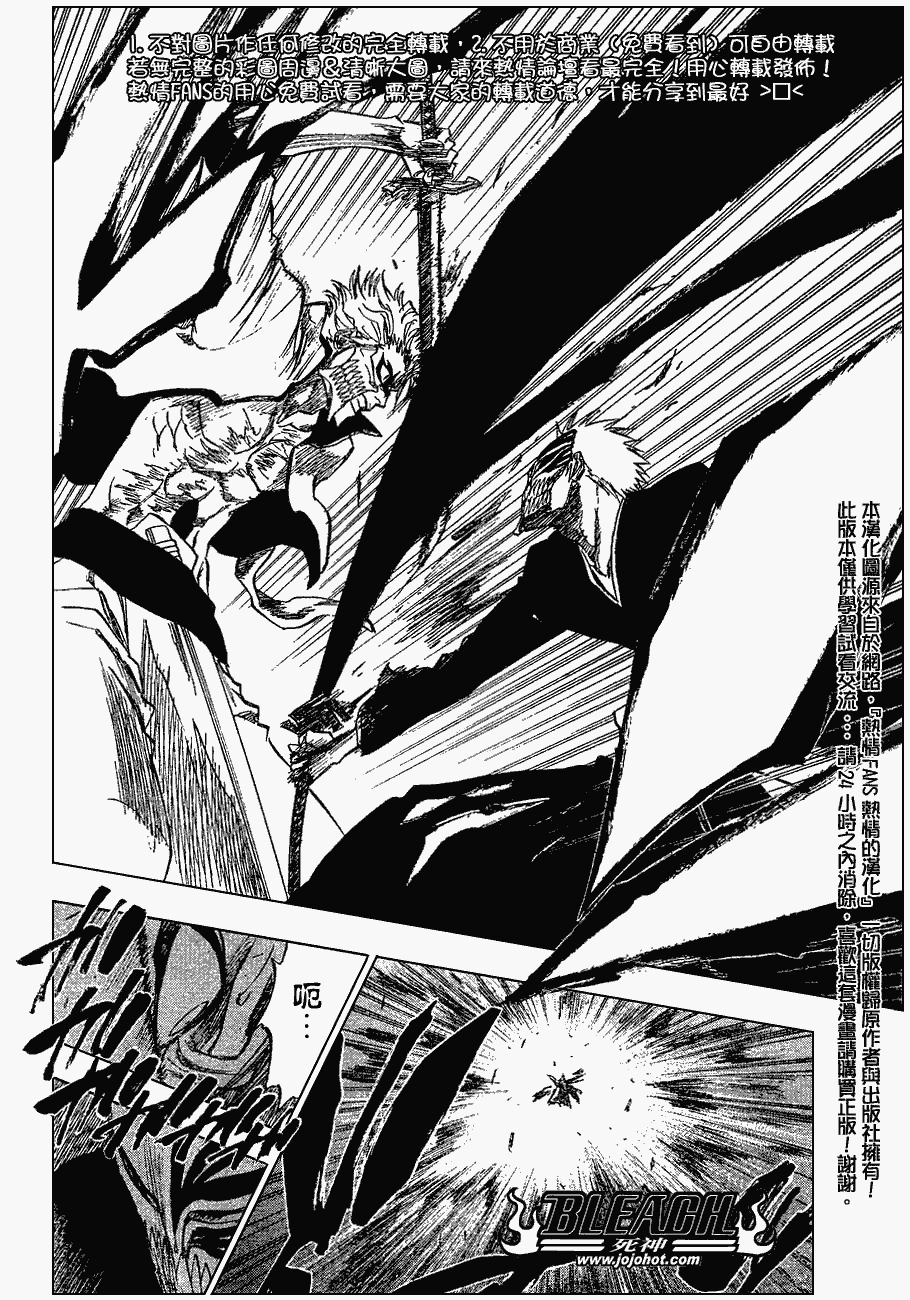 1. 不對圖片作任何修改的完全轉載，2. 不用於商業（免費看到）可自由轉載
若無完整的彩圖周邊&清晰大圖，請來熱情論壇看最完全！用心轉載發佈！
熱情FANS的用心免費試看，需要大家的轉載道德，才能分享到最好 >口<
本漢化圖源來自於網路，『熱情FANS 熱情的漢化』一切版權歸原作者與出版社擁有！
此版本僅供學習試看交流…請24小時之內消除，喜歡這套漫畫請購買正版！謝謝。
呃…
BLEACH
死神
www.jojohot.com